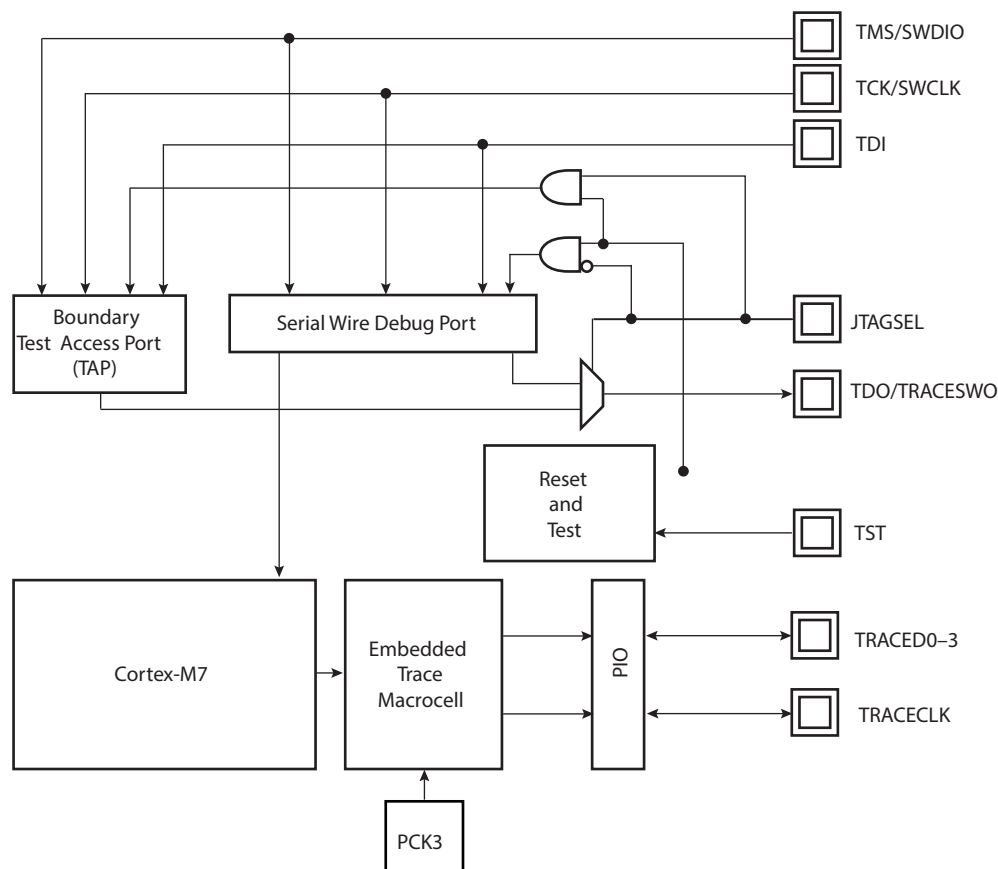 TMS/SWDIO
TCK/SWCLK
TDI
Boundary
Test Access Port
(TAP)
Serial Wire Debug Port
JTAGSEL
TDO/TRACESWO
Reset
and
Test
TST
Cortex-M7
Embedded
Trace
Macrocell
PIO
TRACED0–3
TRACECLK
PCK3